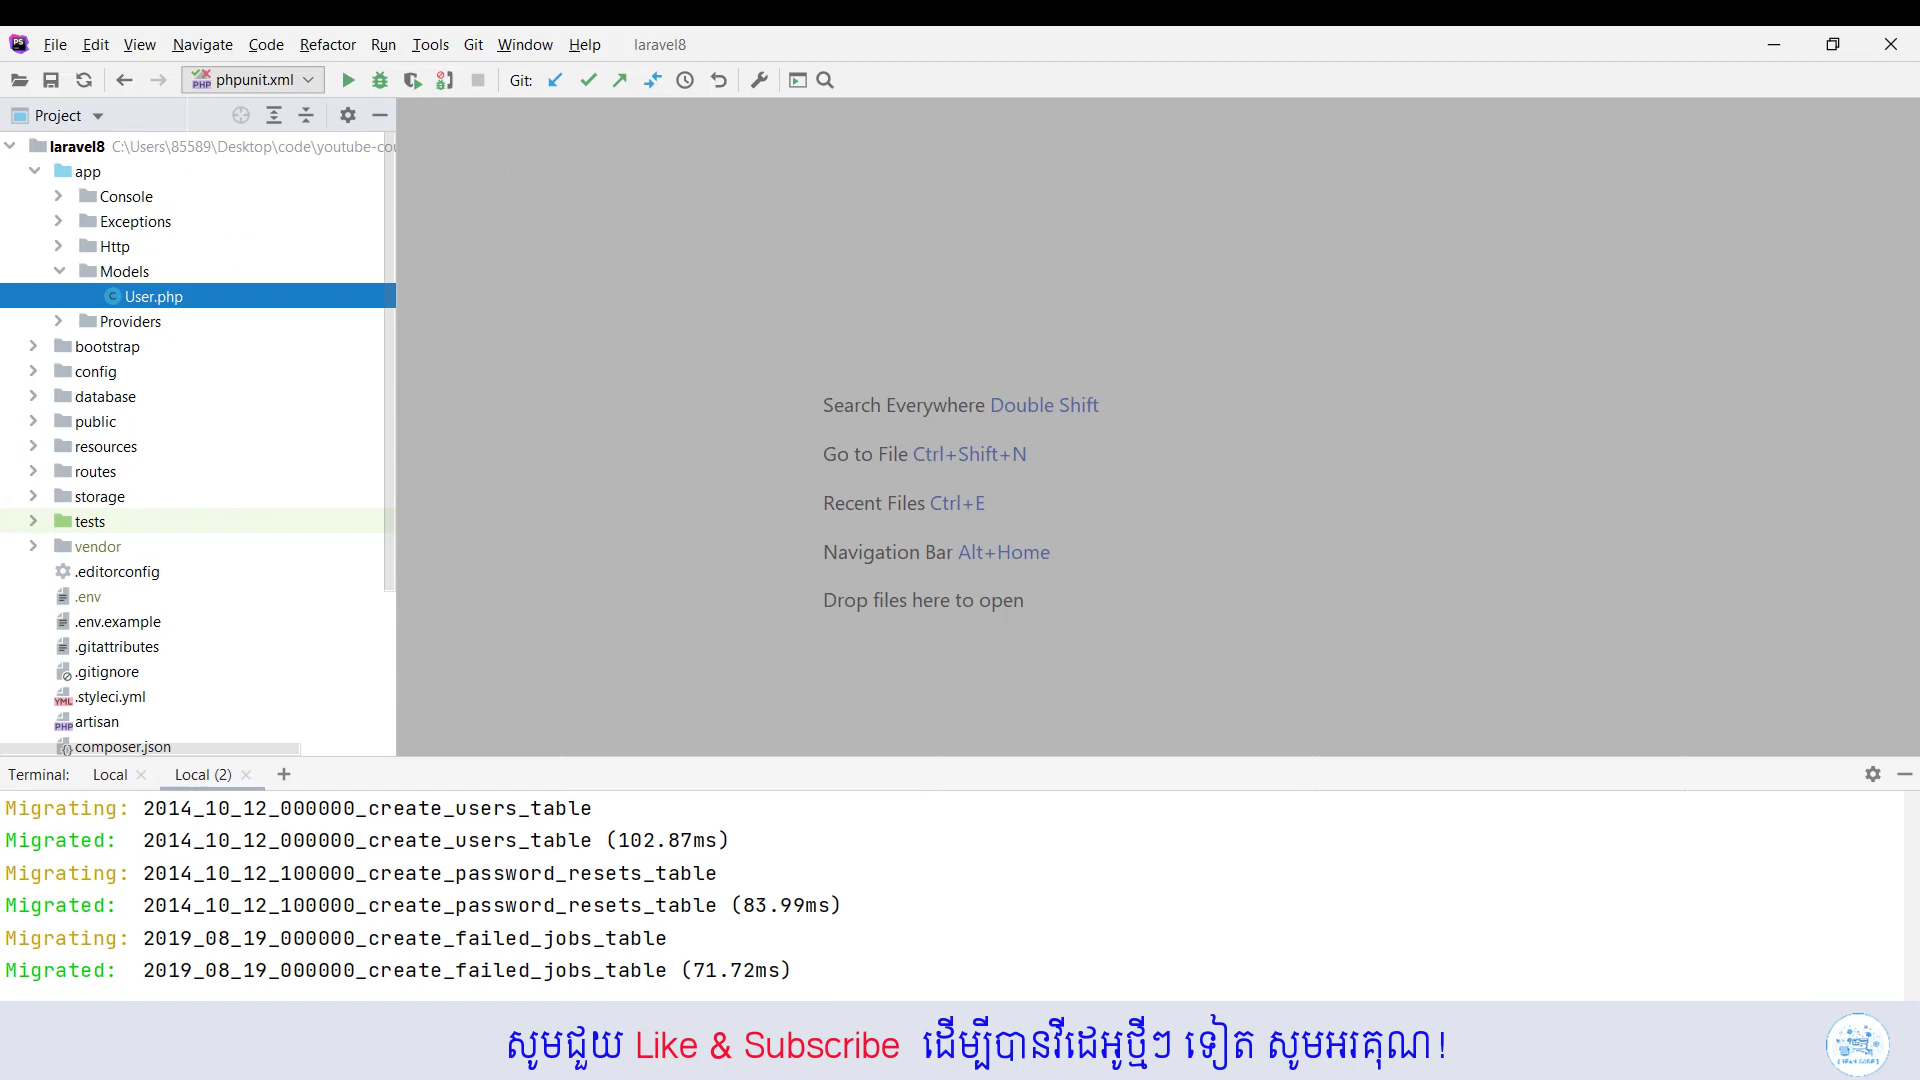 File Edit View Navigate Code Refactor Run Tools Git Window Help laravel8
phpunit.xml Git:
Project
laravel8 C:\Users\85589\Desktop\code\youtube-cou
app
Console
Exceptions
Http
Models
User.php
Providers
bootstrap
config
database
public
resources
routes
storage
tests
vendor
.editorconfig
.env
.env.example
.gitattributes
.gitignore
.styleci.yml
artisan
composer.json
Search Everywhere Double Shift
Go to File Ctrl+Shift+N
Recent Files Ctrl+E
Navigation Bar Alt+Home
Drop files here to open
Terminal: Local Local (2)
Migrating: 2014_10_12_000000_create_users_table
Migrated: 2014_10_12_000000_create_users_table (102.87ms)
Migrating: 2014_10_12_100000_create_password_resets_table
Migrated: 2014_10_12_100000_create_password_resets_table (83.99ms)
Migrating: 2019_08_19_000000_create_failed_jobs_table
Migrated: 2019_08_19_000000_create_failed_jobs_table (71.72ms)
សូមជួយ Like & Subscribe ដើម្បីបានវីដេអូថ្មីៗ ទៀត សូមអរគុណ!